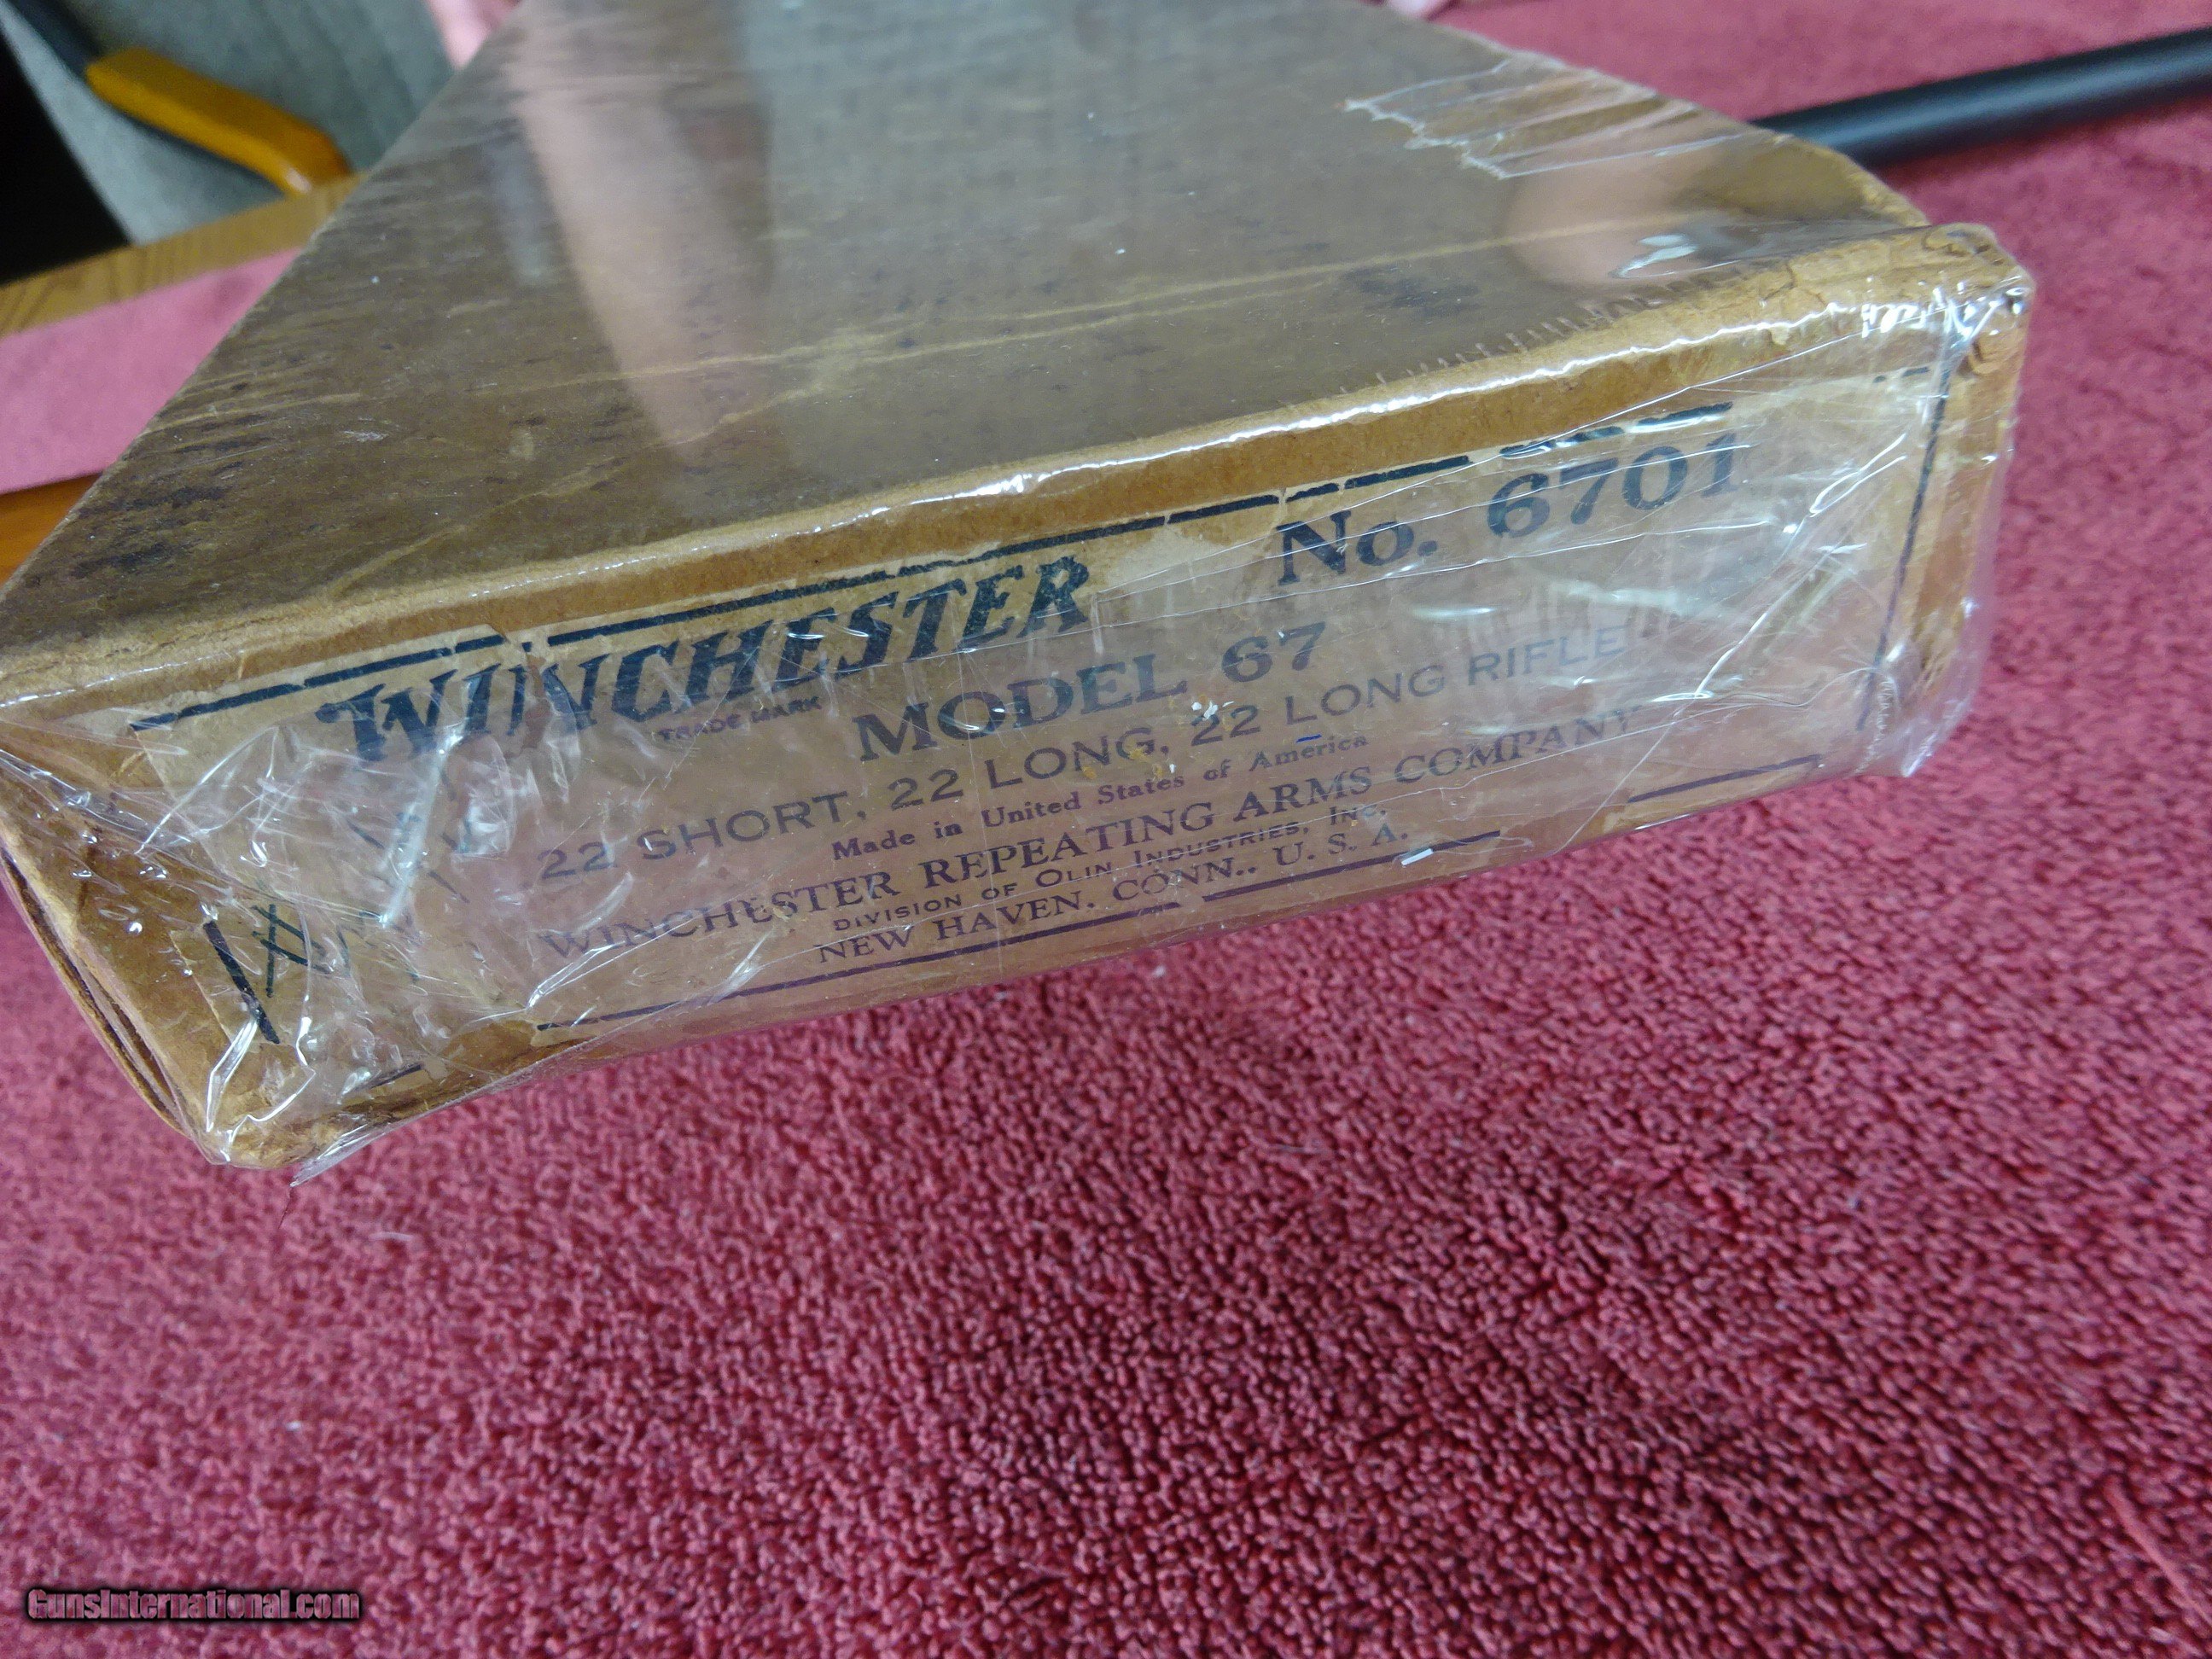 WINCHESTER No. 6701
TRADE MARK
MODEL 67
22 SHORT, 22 LONG, 22 LONG RIFLE
Made in United States of America
WINCHESTER REPEATING ARMS COMPANY
DIVISION OF OLIN INDUSTRIES, INC.
NEW HAVEN, CONN., U. S. A.
GunsInternational.com